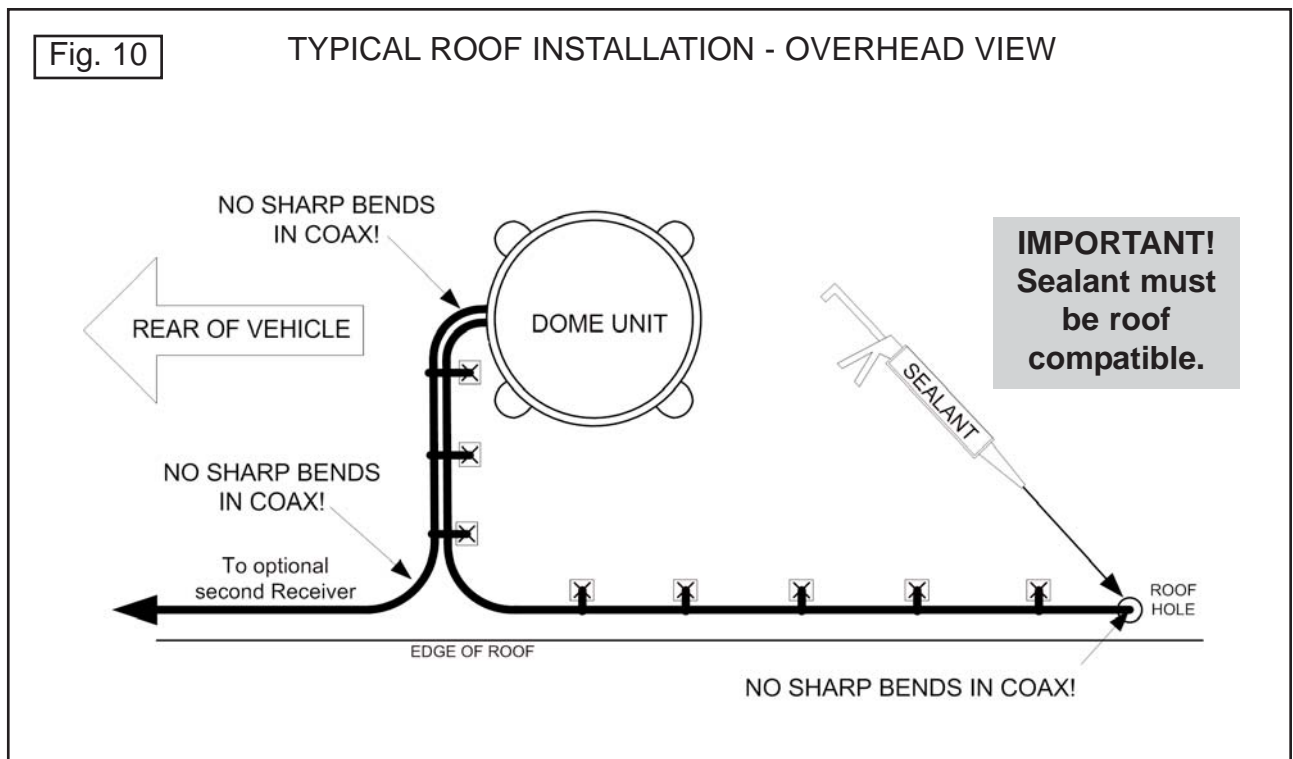 Fig. 10
TYPICAL ROOF INSTALLATION - OVERHEAD VIEW
NO SHARP BENDS
IN COAX!
REAR OF VEHICLE
DOME UNIT
IMPORTANT!
Sealant must
be roof
compatible.
SEALANT
NO SHARP BENDS
IN COAX!
To optional
second Receiver
ROOF
HOLE
EDGE OF ROOF
NO SHARP BENDS IN COAX!